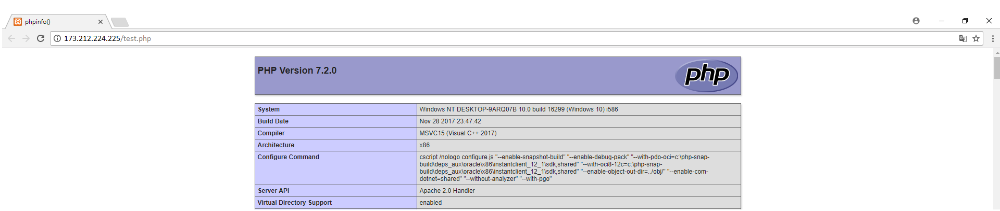 phpinfo()
173.212.224.225/test.php
PHP Version 7.2.0
php
System Windows NT DESKTOP-9ARQ07B 10.0 build 16299 (Windows 10) i586
Build Date Nov 28 2017 23:47:42
Compiler MSVC15 (Visual C++ 2017)
Architecture x86
Configure Command cscript /nologo configure.js "--enable-snapshot-build" "--enable-debug-pack" "--with-pdo-oci=c:\php-snap-
build\deps_aux\oracle\x86\instantclient_12_1\sdk,shared" "--with-oci8-12c=c:\php-snap-
build\deps_aux\oracle\x86\instantclient_12_1\sdk,shared" "--enable-object-out-dir=../obj/" "--enable-com-
dotnet=shared" "--without-analyzer" "--with-pgo"
Server API Apache 2.0 Handler
Virtual Directory Support enabled